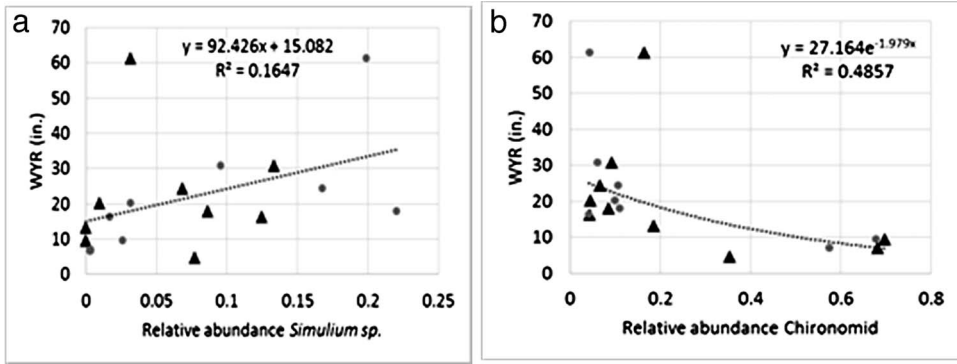 a
70
60
50
40
30
20
10
0
WYR (in.)
y = 92.426x + 15.082
R² = 0.1647
0 0.05 0.1 0.15 0.2 0.25
Relative abundance Simulium sp.
b
70
60
50
40
30
20
10
0
WYR (in.)
y = 27.164e⁻¹·⁹⁷⁹ˣ
R² = 0.4857
0 0.2 0.4 0.6 0.8
Relative abundance Chironomid